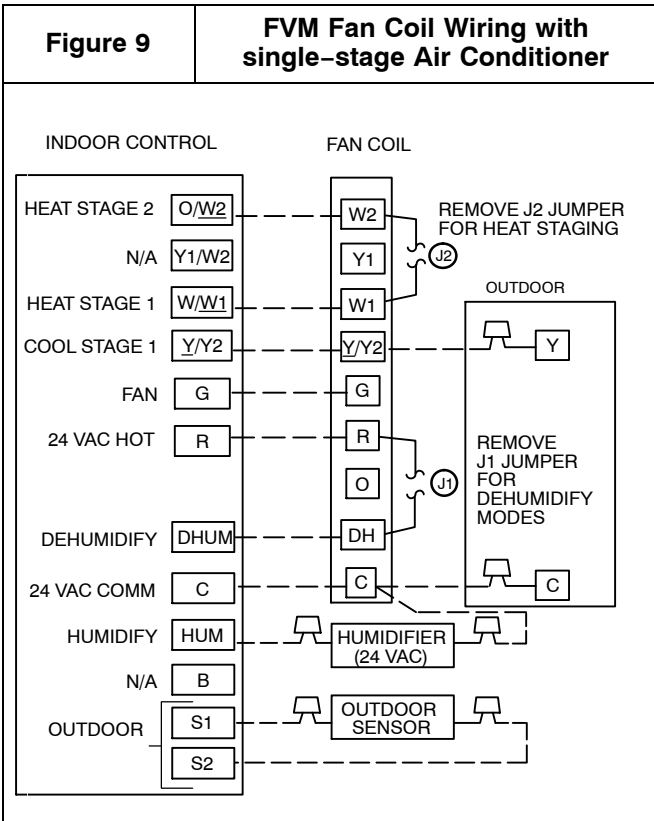 Figure 9
FVM Fan Coil Wiring with
single–stage Air Conditioner
INDOOR CONTROL
FAN COIL
HEAT STAGE 2
O/W2
W2
REMOVE J2 JUMPER
FOR HEAT STAGING
N/A
Y1/W2
Y1
J2
HEAT STAGE 1
W/W1
W1
OUTDOOR
COOL STAGE 1
Y/Y2
Y/Y2
Y
FAN
G
G
24 VAC HOT
R
R
REMOVE
J1 JUMPER
FOR
DEHUMIDIFY
MODES
O
J1
DEHUMIDIFY
DHUM
DH
24 VAC COMM
C
C
C
HUMIDIFY
HUM
HUMIDIFIER
(24 VAC)
N/A
B
OUTDOOR
S1
OUTDOOR
SENSOR
S2